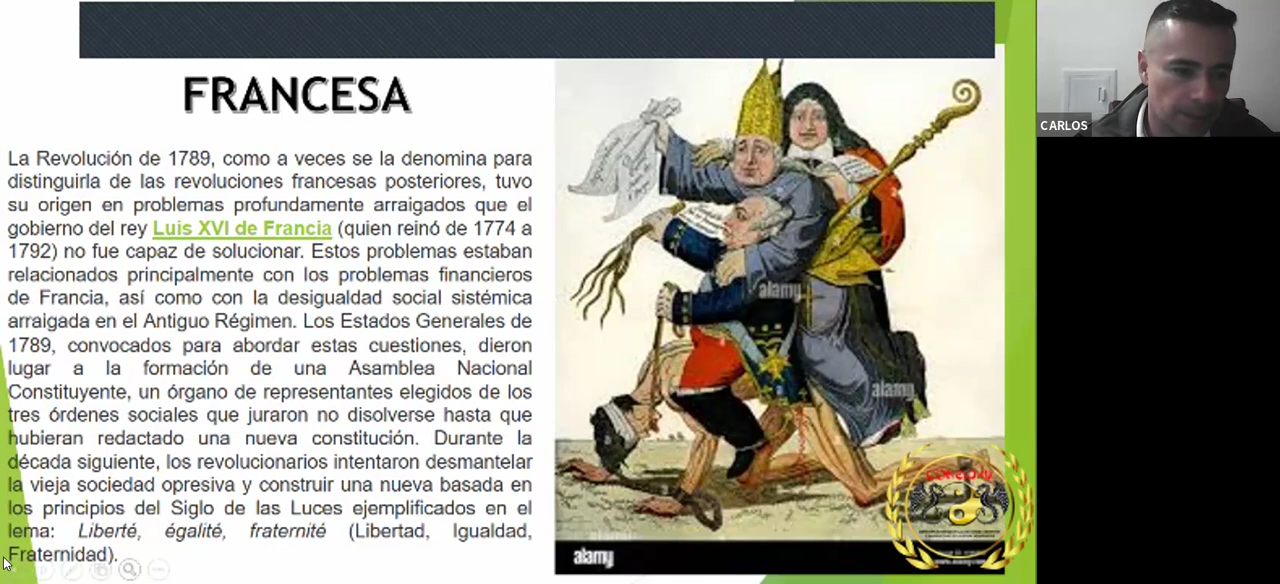 FRANCESA
La Revolución de 1789, como a veces se la denomina para
distinguirla de las revoluciones francesas posteriores, tuvo
su origen en problemas profundamente arraigados que el
gobierno del rey Luis XVI de Francia (quien reinó de 1774 a
1792) no fue capaz de solucionar. Estos problemas estaban
relacionados principalmente con los problemas financieros
de Francia, así como con la desigualdad social sistémica
arraigada en el Antiguo Régimen. Los Estados Generales de
1789, convocados para abordar estas cuestiones, dieron
lugar a la formación de una Asamblea Nacional
Constituyente, un órgano de representantes elegidos de los
tres órdenes sociales que juraron no disolverse hasta que
hubieran redactado una nueva constitución. Durante la
década siguiente, los revolucionarios intentaron desmantelar
la vieja sociedad opresiva y construir una nueva basada en
los principios del Siglo de las Luces ejemplificados en el
lema: Liberté, égalité, fraternité (Libertad, Igualdad,
Fraternidad).
alamy
alamy
alamy
CARLOS